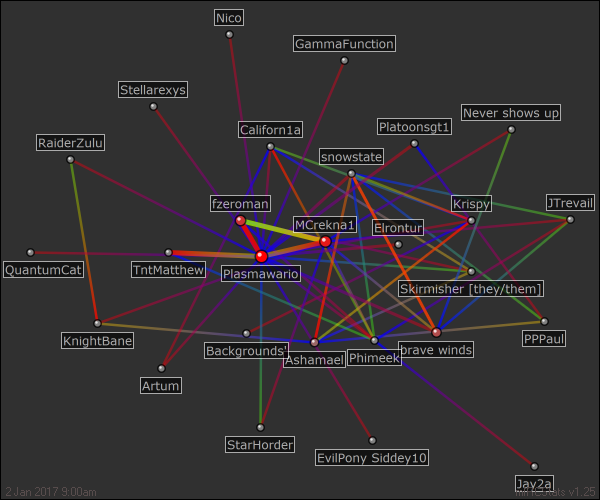 Nico
GammaFunction
Stellarexys
Never shows up
Californ1a
Platoonsgt1
RaiderZulu
snowstate
fzeroman
Krispy
JTrevail
MCrekna1
Elrontur
QuantumCat
TntMatthew
Plasmawario
Skirmisher [they/them]
KnightBane
PPPaul
Backgrounds'
Ashamael
Phimeek
brave winds
Artum
StarHorder
EvilPony Siddey10
Jay2a
2 Jan 2017 9:00am
v1.25